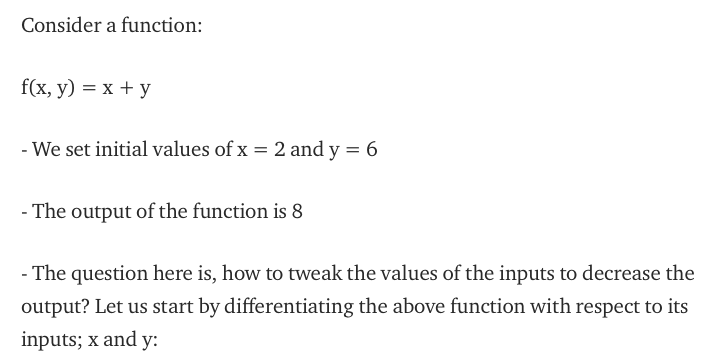 Consider a function:
f(x, y) = x + y
- We set initial values of x = 2 and y = 6
- The output of the function is 8
- The question here is, how to tweak the values of the inputs to decrease the
output? Let us start by differentiating the above function with respect to its
inputs; x and y: